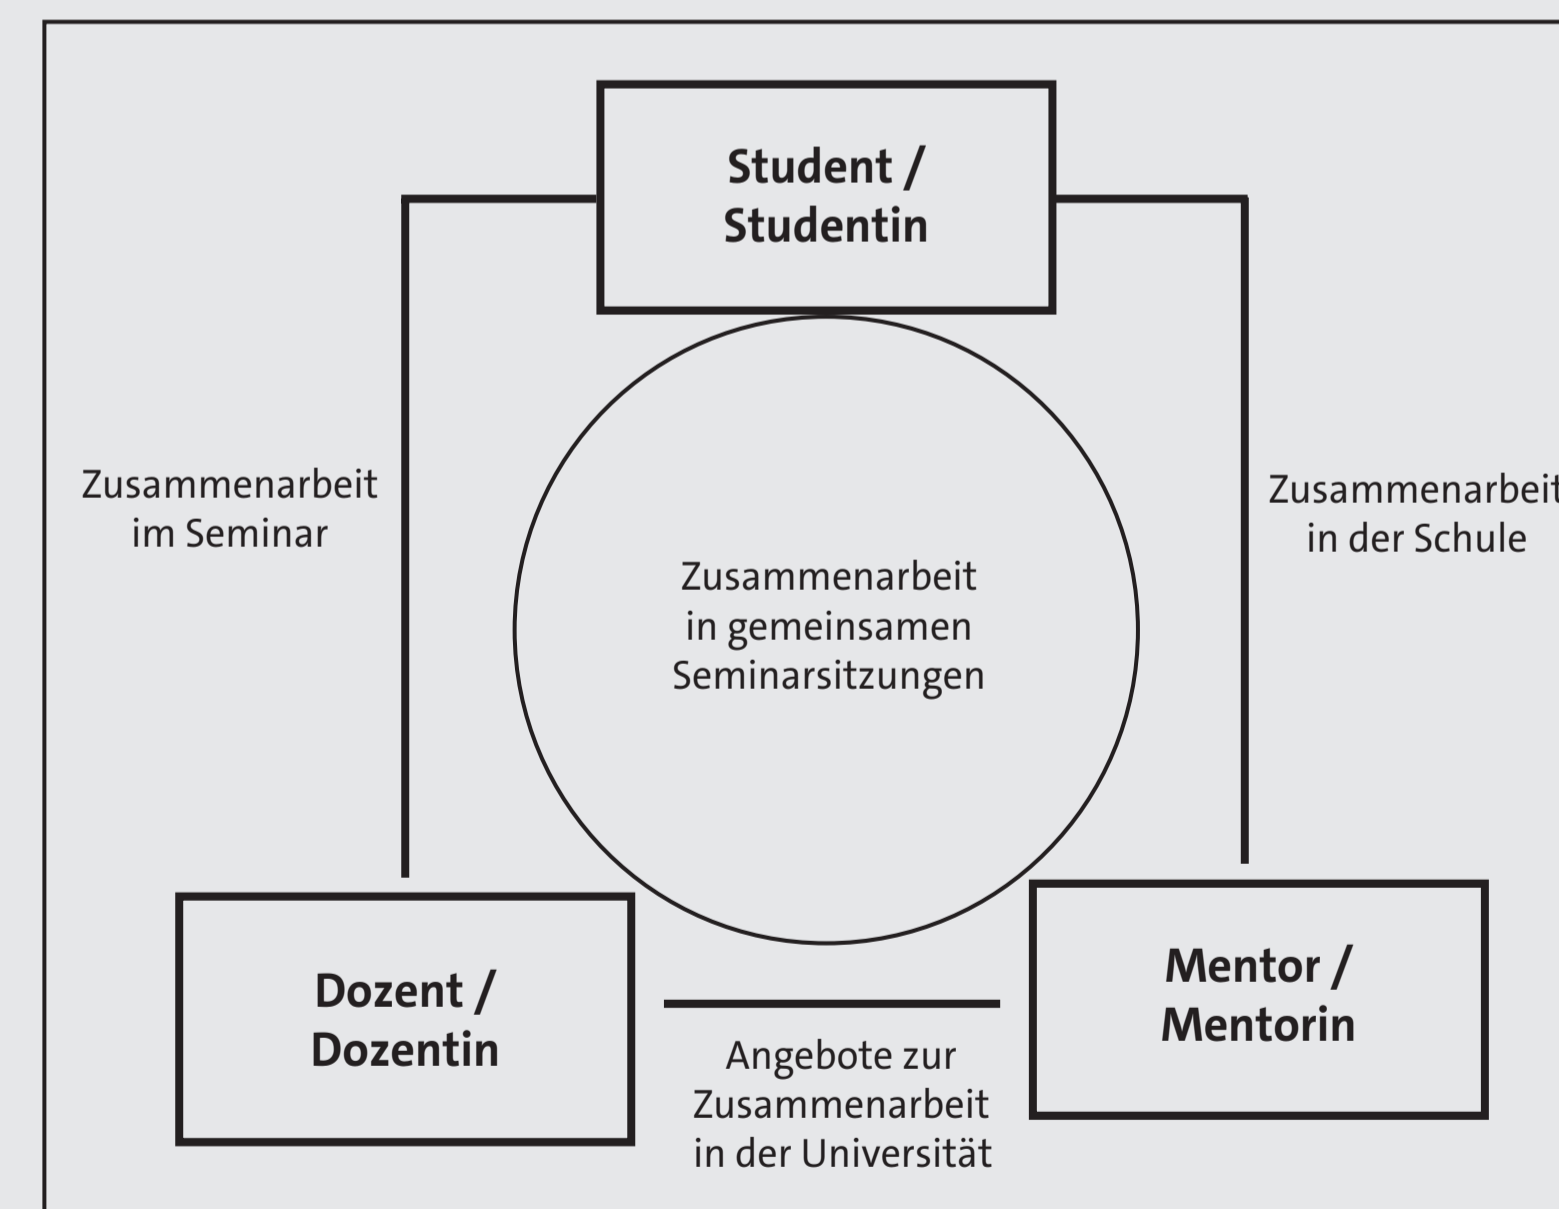 Student /
Studentin
Zusammenarbeit
im Seminar
Zusammenarbeit
in der Schule
Zusammenarbeit
in gemeinsamen
Seminarsitzungen
Dozent /
Dozentin
Mentor /
Mentorin
Angebote zur
Zusammenarbeit
in der Universität